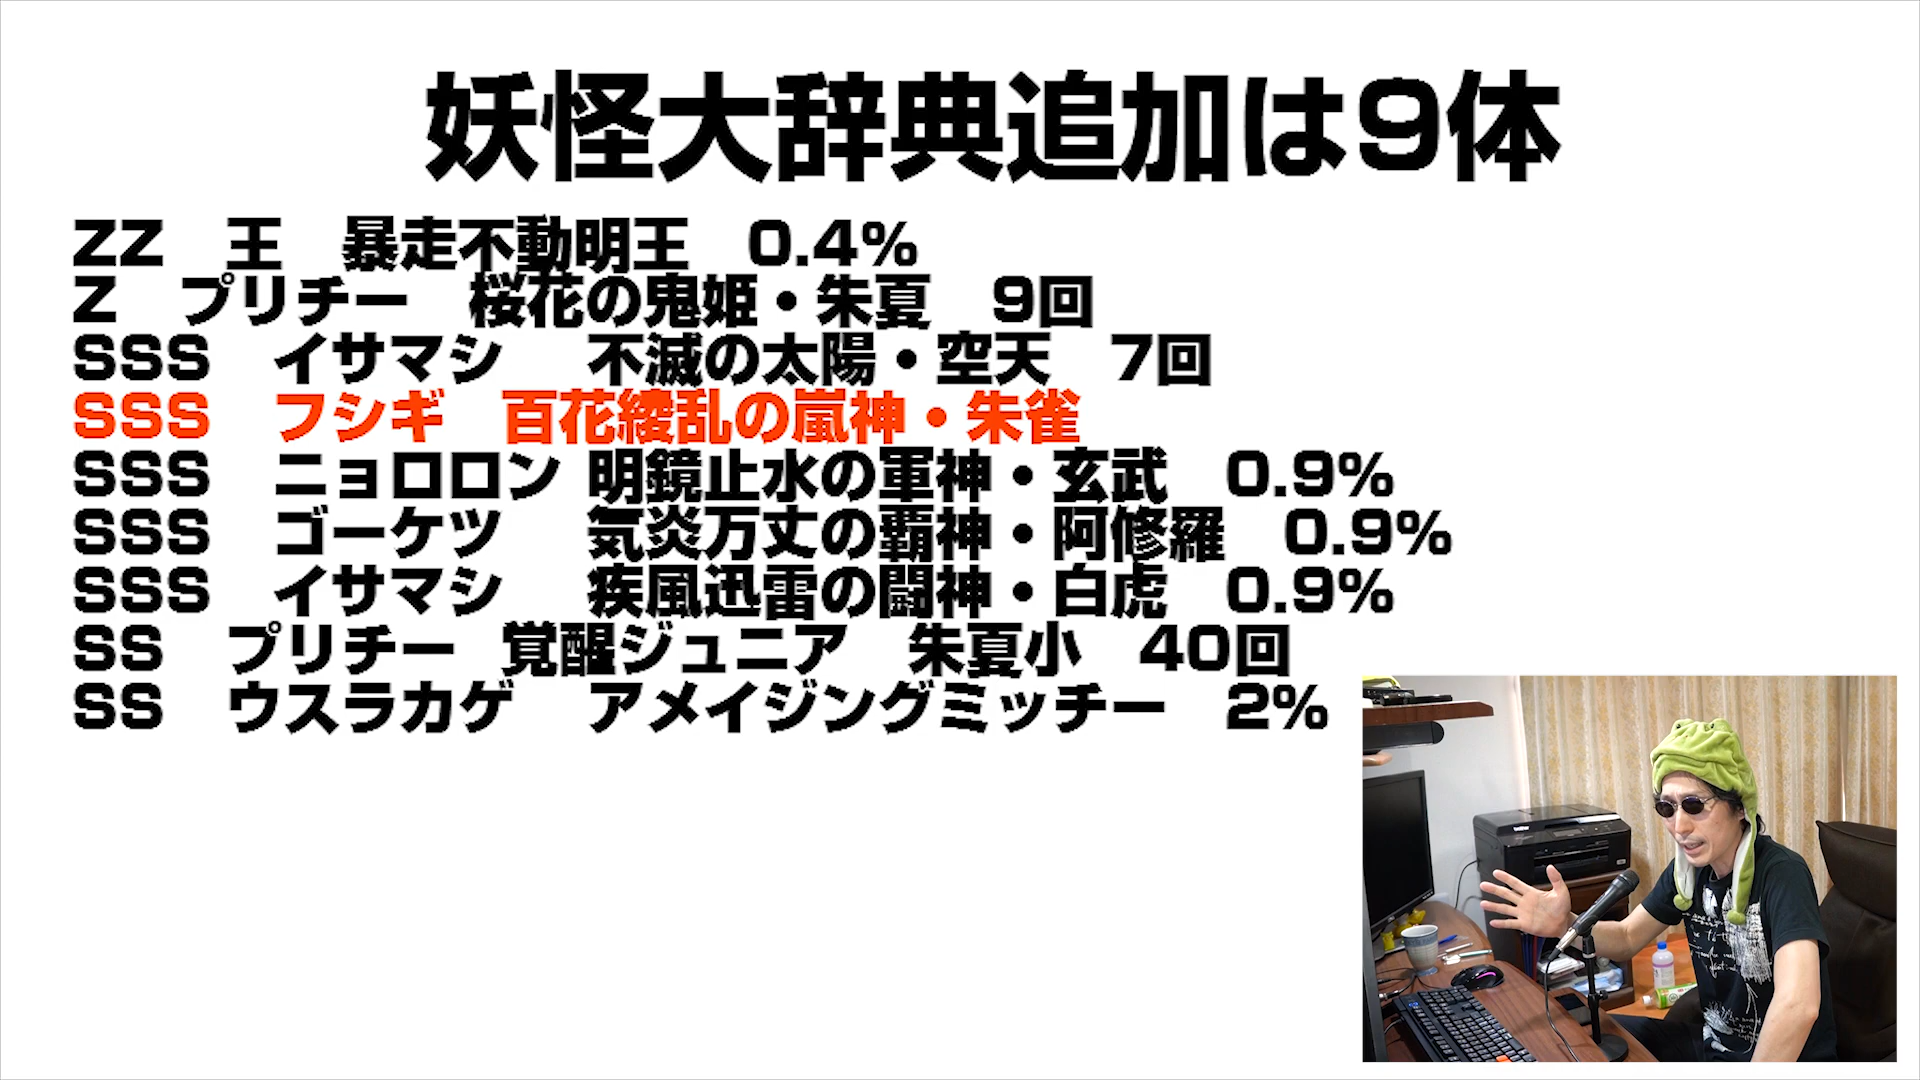 妖怪大辞典追加は9体
ZZ　王　暴走不動明王　0.4%
Z　プリチー　桜花の鬼姫・朱夏　9回
SSS　イサマシ　不滅の太陽・空天　7回
SSS　フシギ　百花繚乱の嵐神・朱雀
SSS　ニョロロン 明鏡止水の軍神・玄武　0.9%
SSS　ゴーケツ　気炎万丈の覇神・阿修羅　0.9%
SSS　イサマシ　疾風迅雷の闘神・白虎　0.9%
SS　プリチー　覚醒ジュニア　朱夏小　40回
SS　ウスラカゲ　アメイジングミッチー　2%
brother